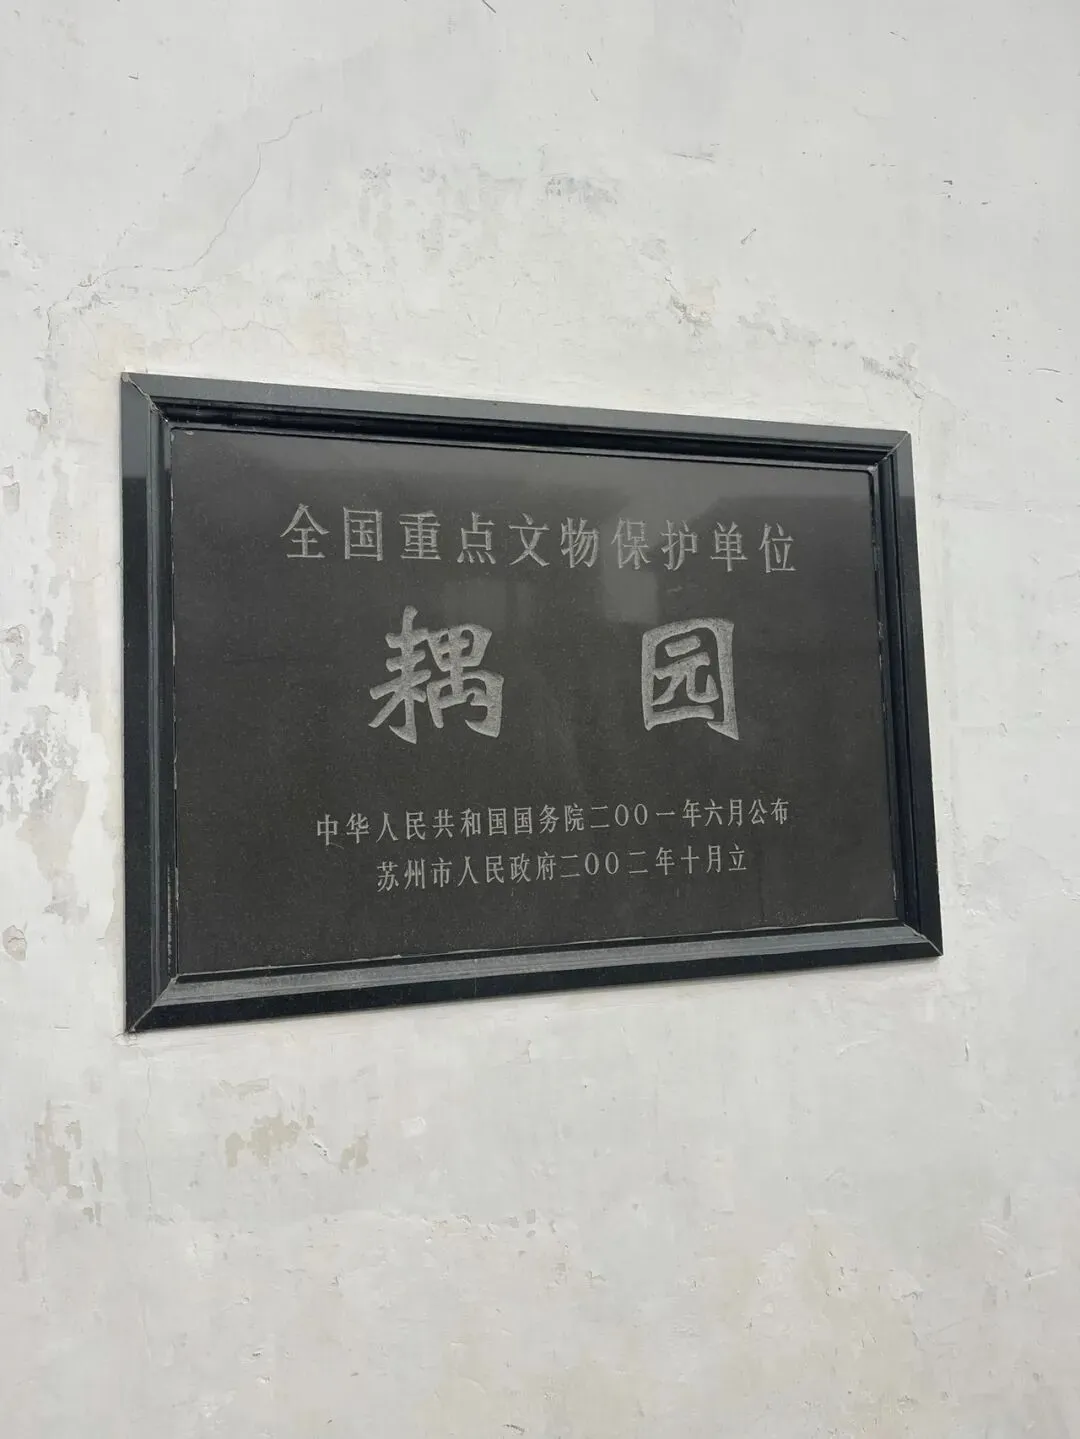 全国重点文物保护单位
耦园
中华人民共和国国务院二〇〇一年六月公布
苏州市人民政府二〇〇二年十月立